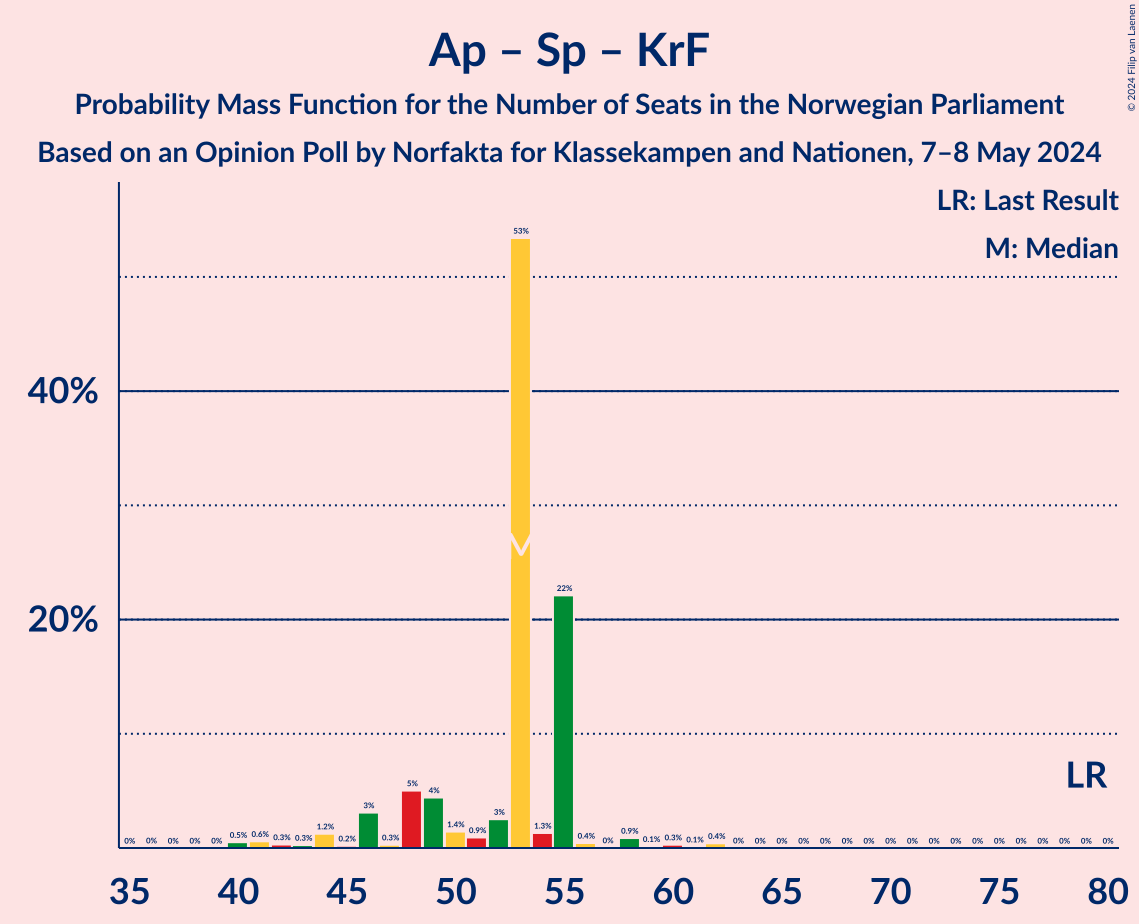 Ap – Sp – KrF
Probability Mass Function for the Number of Seats in the Norwegian Parliament
Based on an Opinion Poll by Norfakta for Klassekampen and Nationen, 7–8 May 2024
© 2024 Filip van Laenen
LR: Last Result
M: Median
40%
20%
0% 0% 0% 0% 0% 0.5% 0.6% 0.3% 0.3% 1.2% 0.2% 3% 0.3% 5% 4% 1.4% 0.9% 3% 53% 1.3% 22% 0.4% 0% 0.9% 0.1% 0.3% 0.1% 0.4% 0% 0% 0% 0% 0% 0% 0% 0% 0% 0% 0% 0% 0% 0% 0% 0% 0% 0%
M
LR
35 40 45 50 55 60 65 70 75 80